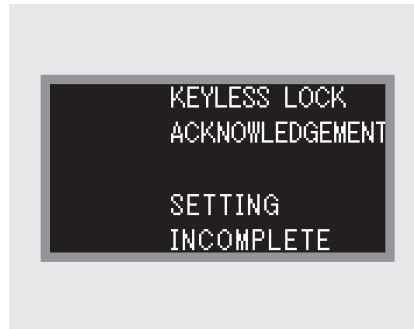 KEYLESS LOCK
ACKNOWLEDGEMENT
SETTING
INCOMPLETE